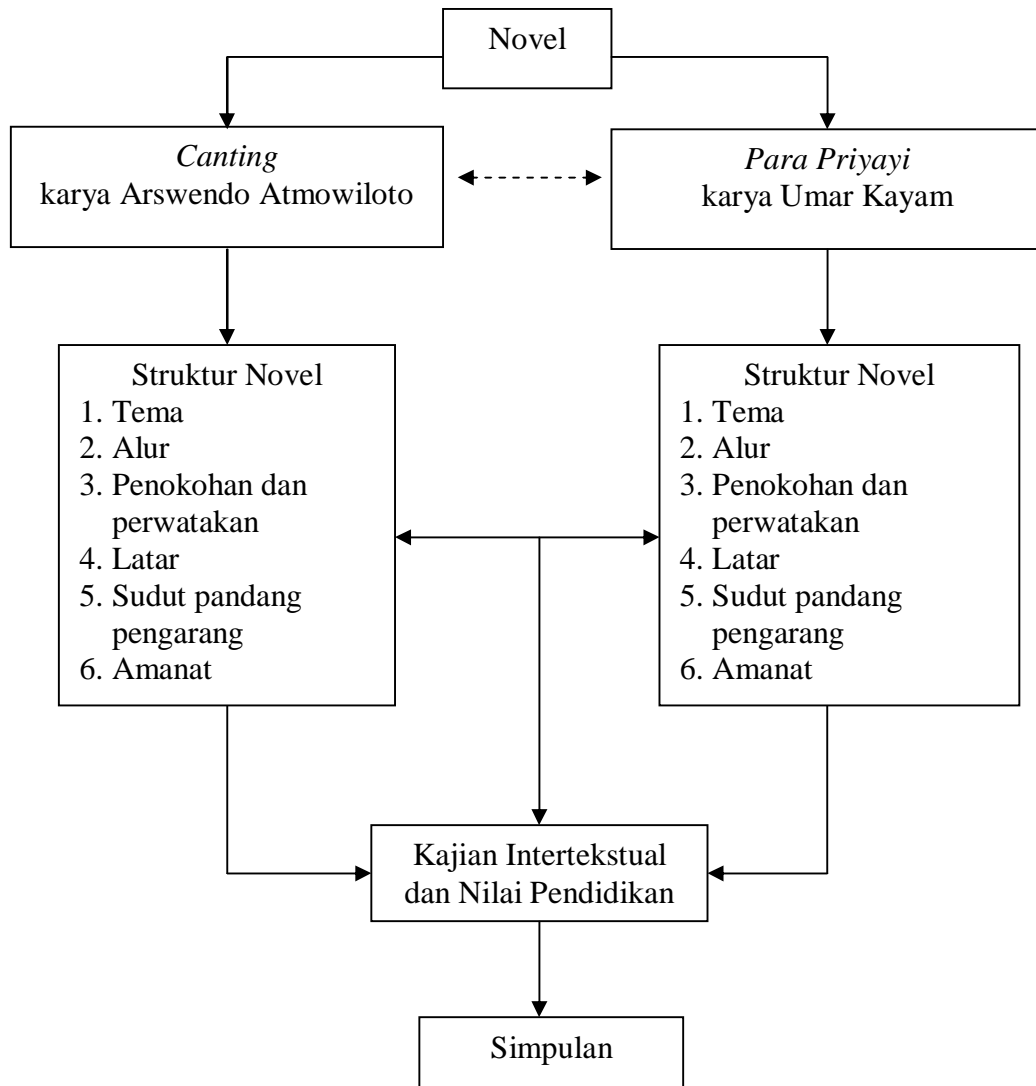 Novel
Canting
karya Arswendo Atmowiloto
Para Priyayi
karya Umar Kayam
Struktur Novel
1. Tema
2. Alur
3. Penokohan dan
perwatakan
4. Latar
5. Sudut pandang
pengarang
6. Amanat
Struktur Novel
1. Tema
2. Alur
3. Penokohan dan
perwatakan
4. Latar
5. Sudut pandang
pengarang
6. Amanat
Kajian Intertekstual
dan Nilai Pendidikan
Simpulan